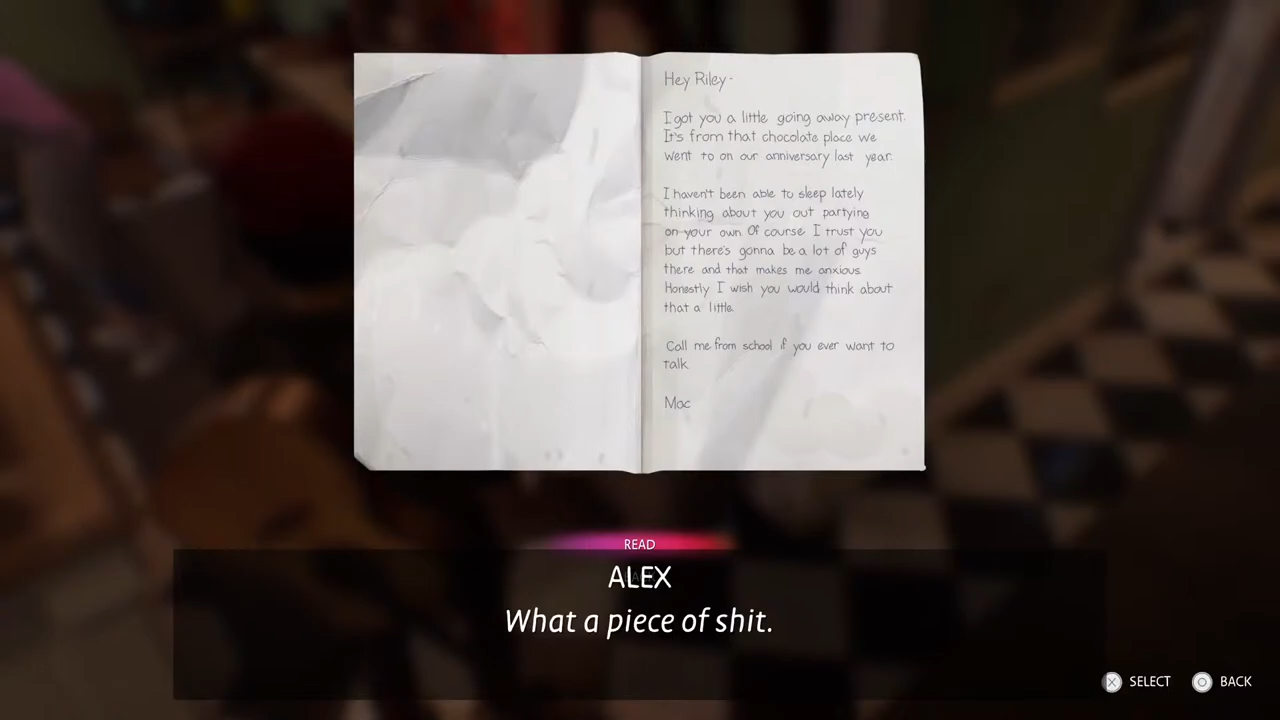 Hey Riley-
I got you a little going away present.
It's from that chocolate place we
went to on our anniversary last year.
I haven't been able to sleep lately
thinking about you out partying
on your own. Of course I trust you
but there's gonna be a lot of guys
there and that makes me anxious
Honestly I wish you would think about
that a little.
Call me from school if you ever want to
talk.
Mac
READ
ALEX
What a piece of shit.
SELECT
BACK